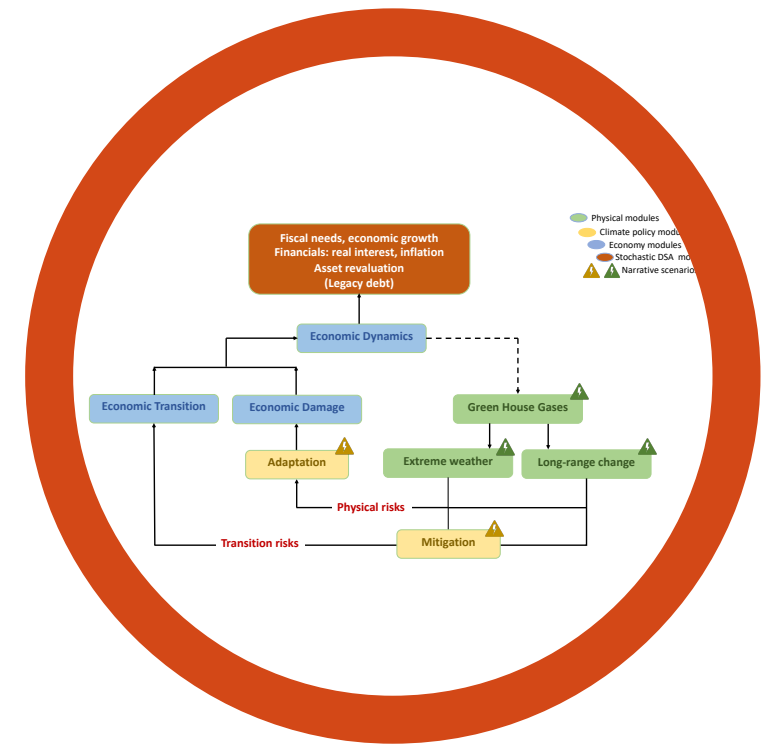 Physical modules
Climate policy
Economy modules
Stochastic DSA
Narrative
Fiscal needs, economic growth
Financials: real interest, inflation
Asset revaluation
(Legacy debt)
Economic Dynamics
Economic Transition
Economic Damage
Green House Gases
Adaptation
Extreme weather
Long-range change
Physical risks
Transition risks
Mitigation